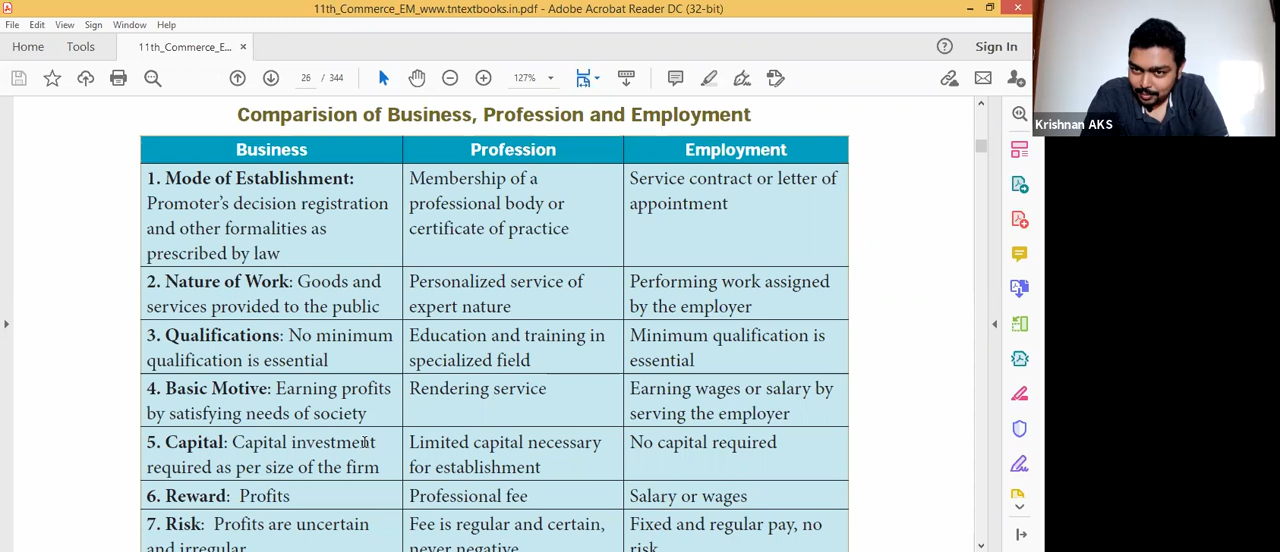 11th_Commerce_EM_www.tntextbooks.in.pdf - Adobe Acrobat Reader DC (32-bit)
File Edit View Sign Window Help
Home Tools 11th_Commerce_E... × Sign In
26 / 344 127%
Krishnan AKS
Comparision of Business, Profession and Employment
Business Profession Employment
1. Mode of Establishment: Membership of a Service contract or letter of
Promoter's decision registration professional body or appointment
and other formalities as certificate of practice
prescribed by law
2. Nature of Work: Goods and Personalized service of Performing work assigned
services provided to the public expert nature by the employer
3. Qualifications: No minimum Education and training in Minimum qualification is
qualification is essential specialized field essential
4. Basic Motive: Earning profits Rendering service Earning wages or salary by
by satisfying needs of society serving the employer
5. Capital: Capital investment Limited capital necessary No capital required
required as per size of the firm for establishment
6. Reward: Profits Professional fee Salary or wages
7. Risk: Profits are uncertain Fee is regular and certain, Fixed and regular pay, no
and irregular never negative risk